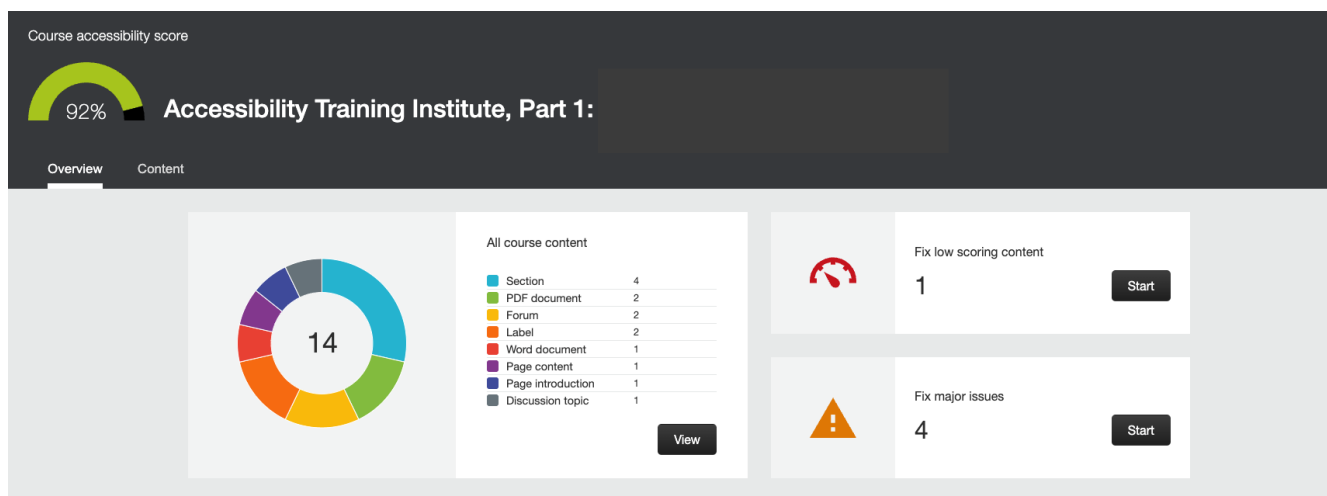 Course accessibility score
92%
Accessibility Training Institute, Part 1:
Overview Content
All course content
Section 4
PDF document 2
Forum 2
Label 2
Word document 1
Page content 1
Page introduction 1
Discussion topic 1
View
14
Fix low scoring content
1
Start
Fix major issues
4
Start